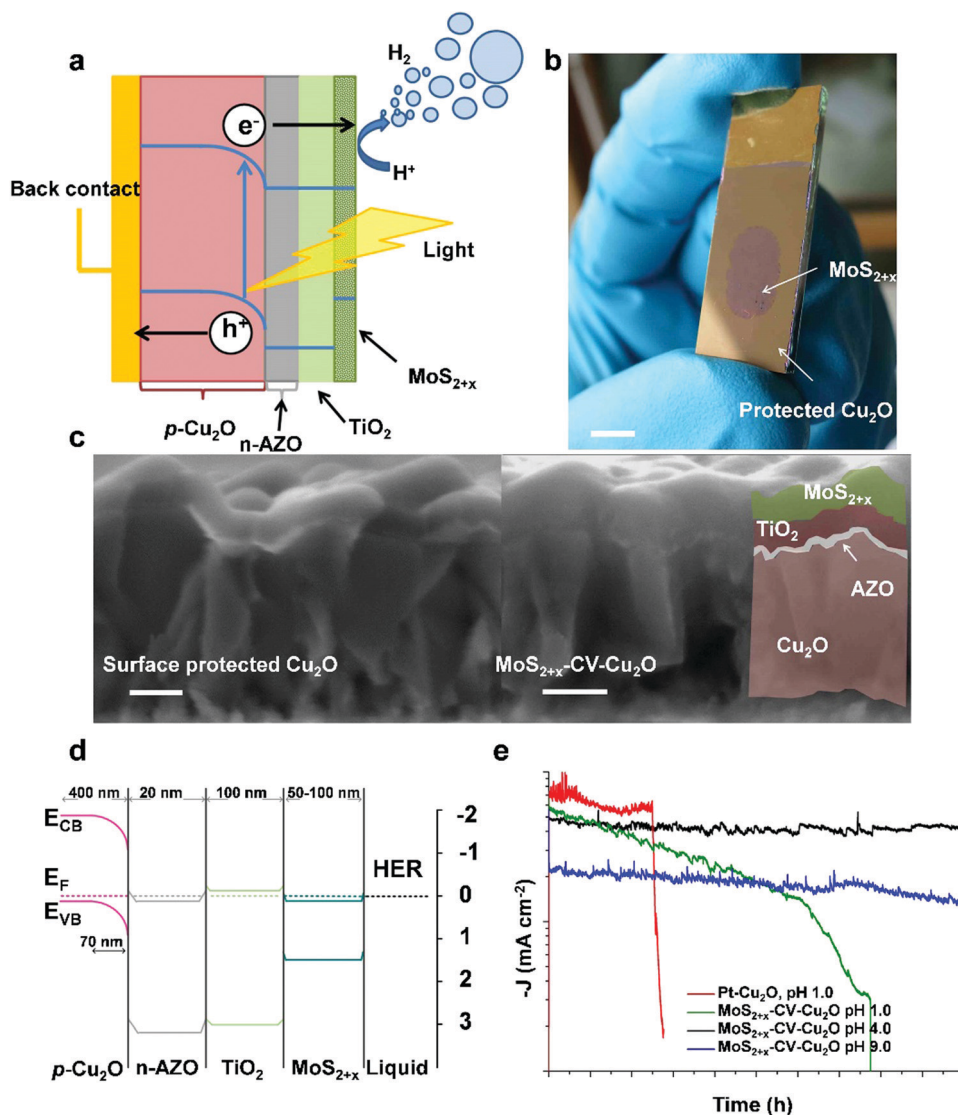 a
H₂
e⁻
H⁺
Back contact
Light
h⁺
MoS₂₊ₓ
TiO₂
p-Cu₂O
n-AZO
b
MoS₂₊ₓ
Protected Cu₂O
c
Surface protected Cu₂O
MoS₂₊ₓ-CV-Cu₂O
MoS₂₊ₓ
TiO₂
AZO
Cu₂O
d
400 nm 20 nm 100 nm 50-100 nm
E_CB
E_F
E_VB
70 nm
HER
-2
-1
0
1
2
3
p-Cu₂O n-AZO TiO₂ MoS₂₊ₓ Liquid
e
-J (mA cm⁻²)
Pt-Cu₂O, pH 1.0
MoS₂₊ₓ-CV-Cu₂O pH 1.0
MoS₂₊ₓ-CV-Cu₂O pH 4.0
MoS₂₊ₓ-CV-Cu₂O pH 9.0
Time (h)